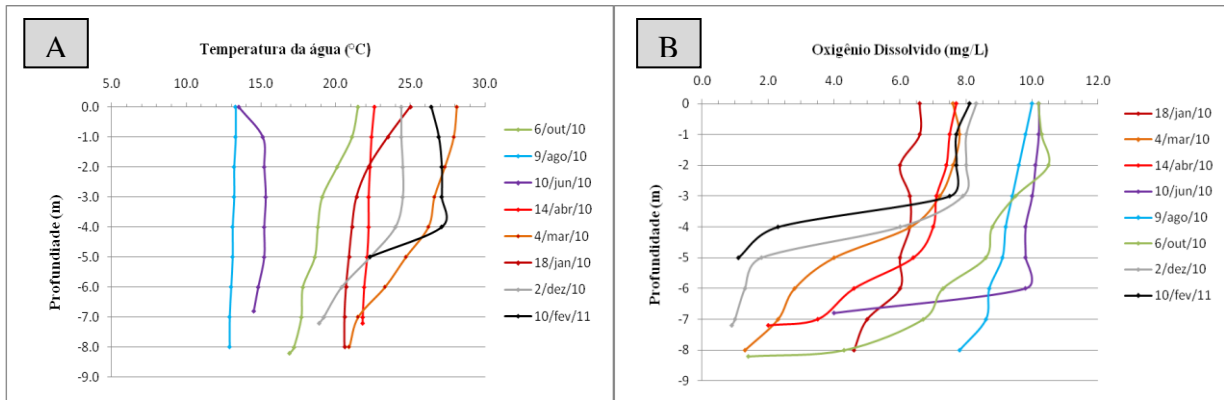 A
Temperatura da água (°C)
5.0 10.0 15.0 20.0 25.0 30.0
0.0
-1.0
-2.0
-3.0
-4.0
-5.0
-6.0
-7.0
-8.0
-9.0
Profundiade (m)
6/out/10
9/ago/10
10/jun/10
14/abr/10
4/mar/10
18/jan/10
2/dez/10
10/fev/11
B
Oxigênio Dissolvido (mg/L)
0.0 2.0 4.0 6.0 8.0 10.0 12.0
0
-1
-2
-3
-4
-5
-6
-7
-8
-9
Profundidade (m)
18/jan/10
4/mar/10
14/abr/10
10/jun/10
9/ago/10
6/out/10
2/dez/10
10/fev/11